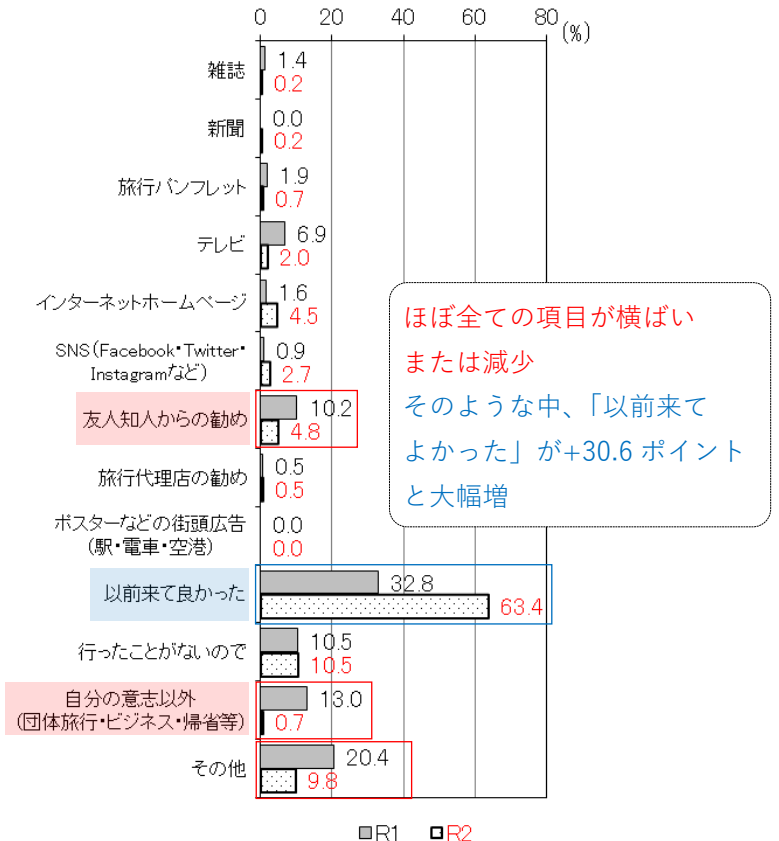 0 20 40 60 80 (%)
雑誌 1.4
0.2
新聞 0.0
0.2
旅行パンフレット 1.9
0.7
テレビ 6.9
2.0
インターネットホームページ 1.6
4.5
SNS(Facebook・Twitter・
Instagramなど)
0.9
2.7
友人知人からの勧め 10.2
4.8
旅行代理店の勧め 0.5
0.5
ポスターなどの街頭広告
(駅・電車・空港)
0.0
0.0
以前来て良かった 32.8
63.4
行ったことがないので 10.5
10.5
自分の意志以外
(団体旅行・ビジネス・帰省等)
13.0
0.7
その他 20.4
9.8
ほぼ全ての項目が横ばい
または減少
そのような中、「以前来て
よかった」が+30.6 ポイント
と大幅増
R1 R2